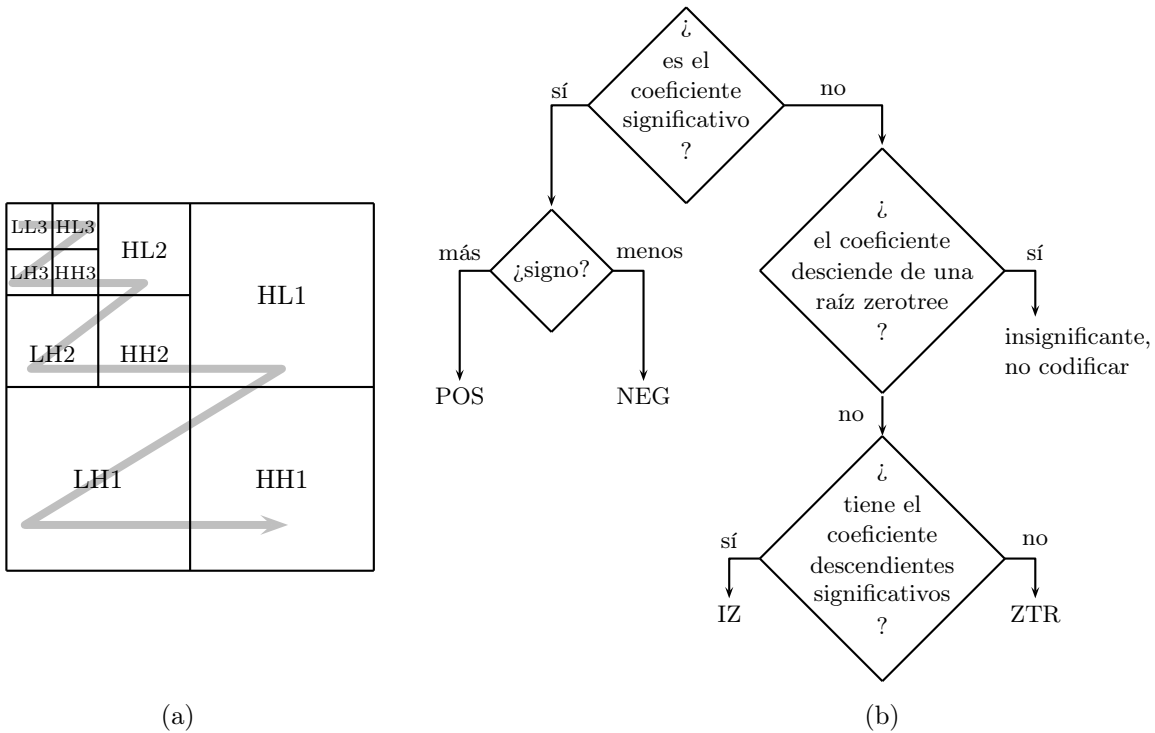 LL3 HL3
LH3 HH3
HL2
HL1
LH2 HH2
LH1
HH1
(a)
¿
es el
coeficiente
significativo
?
sí
no
¿signo?
más
menos
POS
NEG
¿
el coeficiente
desciende de una
raíz zerotree
?
sí
insignificante,
no codificar
no
¿
tiene el
coeficiente
descendientes
significativos
?
sí
no
IZ
ZTR
(b)